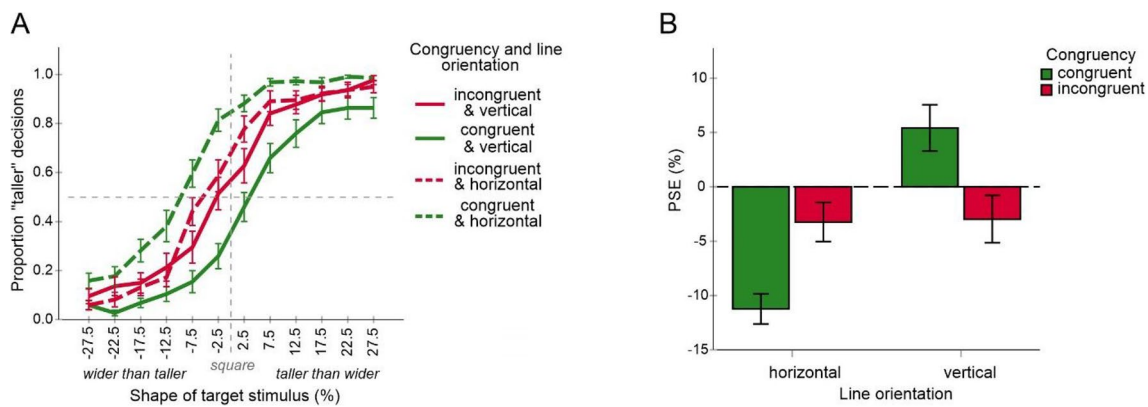 A
Proportion "taller" decisions
1.0
0.8
0.6
0.4
0.2
0.0
-27.5
-22.5
-17.5
-12.5
-7.5
-2.5
2.5
7.5
12.5
17.5
22.5
27.5
wider than taller
square
taller than wider
Shape of target stimulus (%)
Congruency and line
orientation
incongruent
& vertical
congruent
& vertical
incongruent
& horizontal
congruent
& horizontal
B
PSE (%)
10
5
0
-5
-10
-15
horizontal
vertical
Line orientation
Congruency
congruent
incongruent